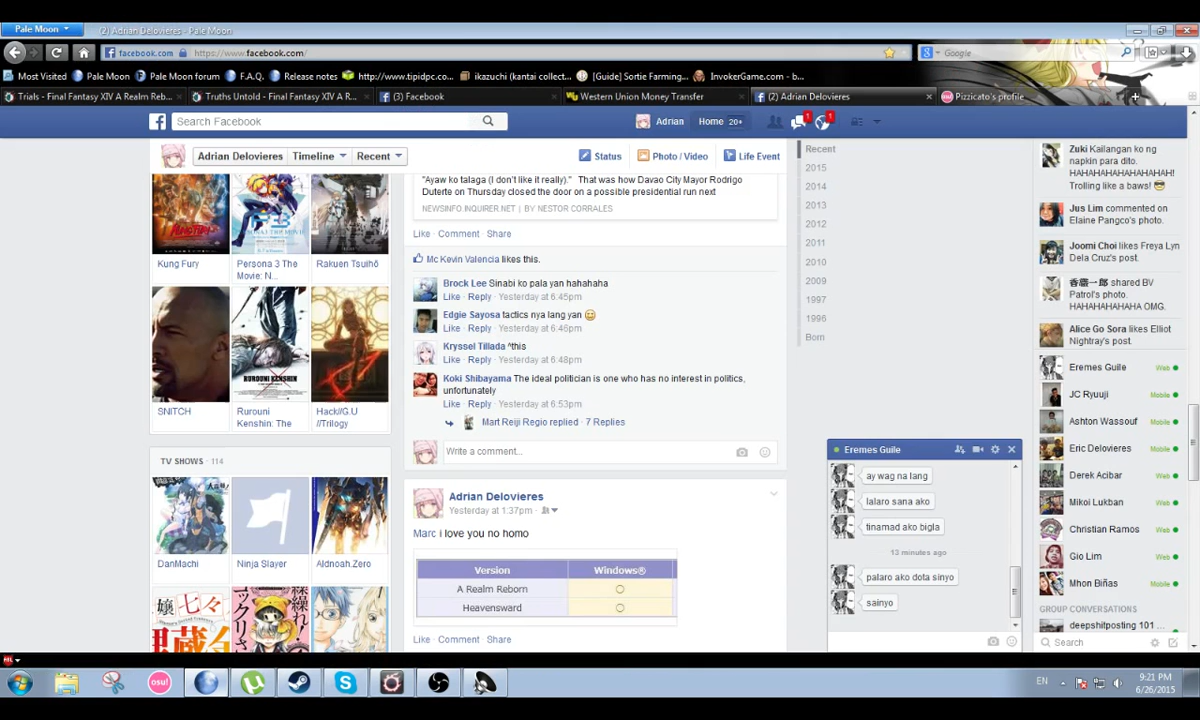 Pale Moon
(2) Adrian Delovieres - Pale Moon
facebook.com
https://www.facebook.com/
Google
Most Visited
Pale Moon
Pale Moon forum
F.A.Q.
Release notes
http://www.tipidpc.co...
ikazuchi (kantai collect...
[Guide] Sortie Farming...
InvokerGame.com - b...
Trials - Final Fantasy XIV A Realm Reb...
Truths Untold - Final Fantasy XIV A R...
(3) Facebook
Western Union Money Transfer
(2) Adrian Delovieres
Pizzicato's profile
Search Facebook
Adrian
Home 20+
1
1
Adrian Delovieres
Timeline
Recent
Status
Photo / Video
Life Event
Kung Fury
Persona 3 The Movie: N...
Rakuen Tsuihō
SNITCH
RUROUNI KENSHIN
Rurouni Kenshin: The
Hack//G.U //Trilogy
TV SHOWS · 114
DanMachi
Ninja Slayer
Aldnoah.Zero
"Ayaw ko talaga (I don't like it really)." That was how Davao City Mayor Rodrigo
Duterte on Thursday closed the door on a possible presidential run next
NEWSINFO.INQUIRER.NET | BY NESTOR CORRALES
Like · Comment · Share
Mc Kevin Valencia likes this.
Brock Lee Sinabi ko pala yan hahahaha
Like · Reply · Yesterday at 6:45pm
Edgie Sayosa tactics nya lang yan
Like · Reply · Yesterday at 6:46pm
Kryssel Tillada ^this
Like · Reply · Yesterday at 6:48pm
Koki Shibayama The ideal politician is one who has no interest in politics,
unfortunately
Like · Reply · Yesterday at 6:53pm
Mart Reiji Regio replied · 7 Replies
Write a comment...
Adrian Delovieres
Yesterday at 1:37pm ·
Marc i love you no homo
Version
Windows®
A Realm Reborn
○
Heavensward
○
Like · Comment · Share
Recent
2015
2014
2013
2012
2011
2010
2009
1997
1996
Born
Eremes Guile
ay wag na lang
lalaro sana ako
tinamad ako bigla
13 minutes ago
palaro ako dota sinyo
sainyo
Zuki Kailangan ko ng
napkin para dito.
HAHAHAHAHAHAHA!
Trolling like a baws!
Jus Lim commented on
Elaine Pangco's photo.
Joomi Choi likes Freya Lyn
Dela Cruz's post.
shared BV
Patrol's photo.
HAHAHAHAHA OMG.
Alice Go Sora likes Elliot
Nightray's post.
Eremes Guile Web
JC Ryuuji Mobile
Ashton Wassouf Mobile
Eric Delovieres Mobile
Derek Acibar Web
Mikoi Lukban Web
Christian Ramos Web
Gio Lim Web
Mhon Biñas Mobile
GROUP CONVERSATIONS
deepshitposting 101 ...
Search
osu!
EN
9:21 PM
6/26/2015